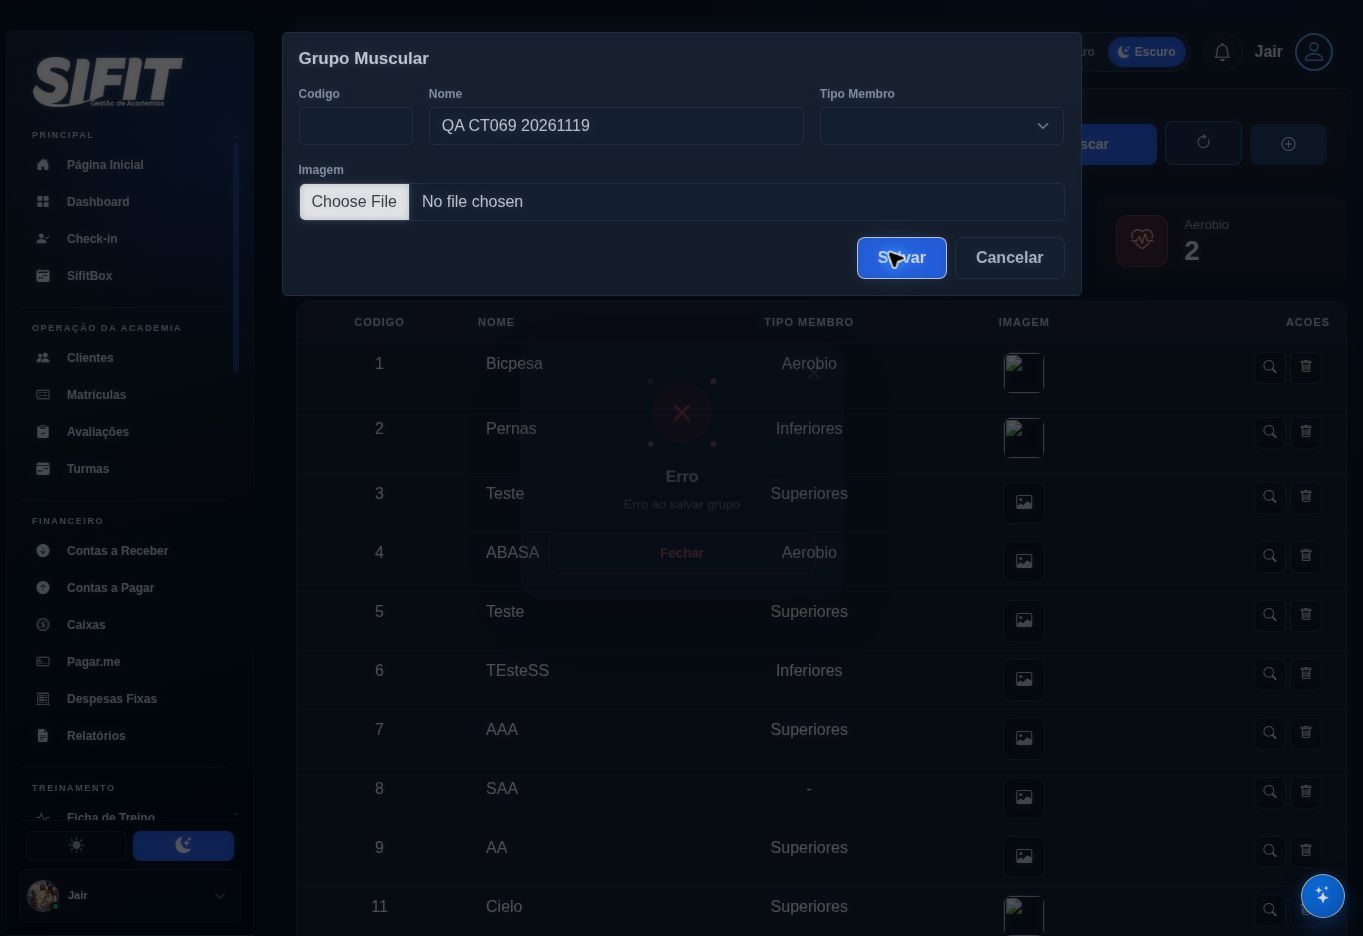 SIFIT
Gestão de Academias
PRINCIPAL
Página Inicial
Dashboard
Check-in
SifitBox
OPERAÇÃO DA ACADEMIA
Clientes
Matrículas
Avaliações
Turmas
FINANCEIRO
Contas a Receber
Contas a Pagar
Caixas
Pagar.me
Despesas Fixas
Relatórios
TREINAMENTO
Ficha de Treino
Jair
Grupo Muscular
Codigo Nome Tipo Membro
QA CT069 20261119
Imagem
Choose File No file chosen
Salvar Cancelar
Escuro Jair
Aerobio
2
CODIGO NOME TIPO MEMBRO IMAGEM ACOES
1 Bicpesa Aerobio
2 Pernas Inferiores
3 Teste Superiores
4 ABASA Aerobio
5 Teste Superiores
6 TEsteSS Inferiores
7 AAA Superiores
8 SAA -
9 AA Superiores
11 Cielo Superiores
Erro
Erro ao salvar grupo
Fechar